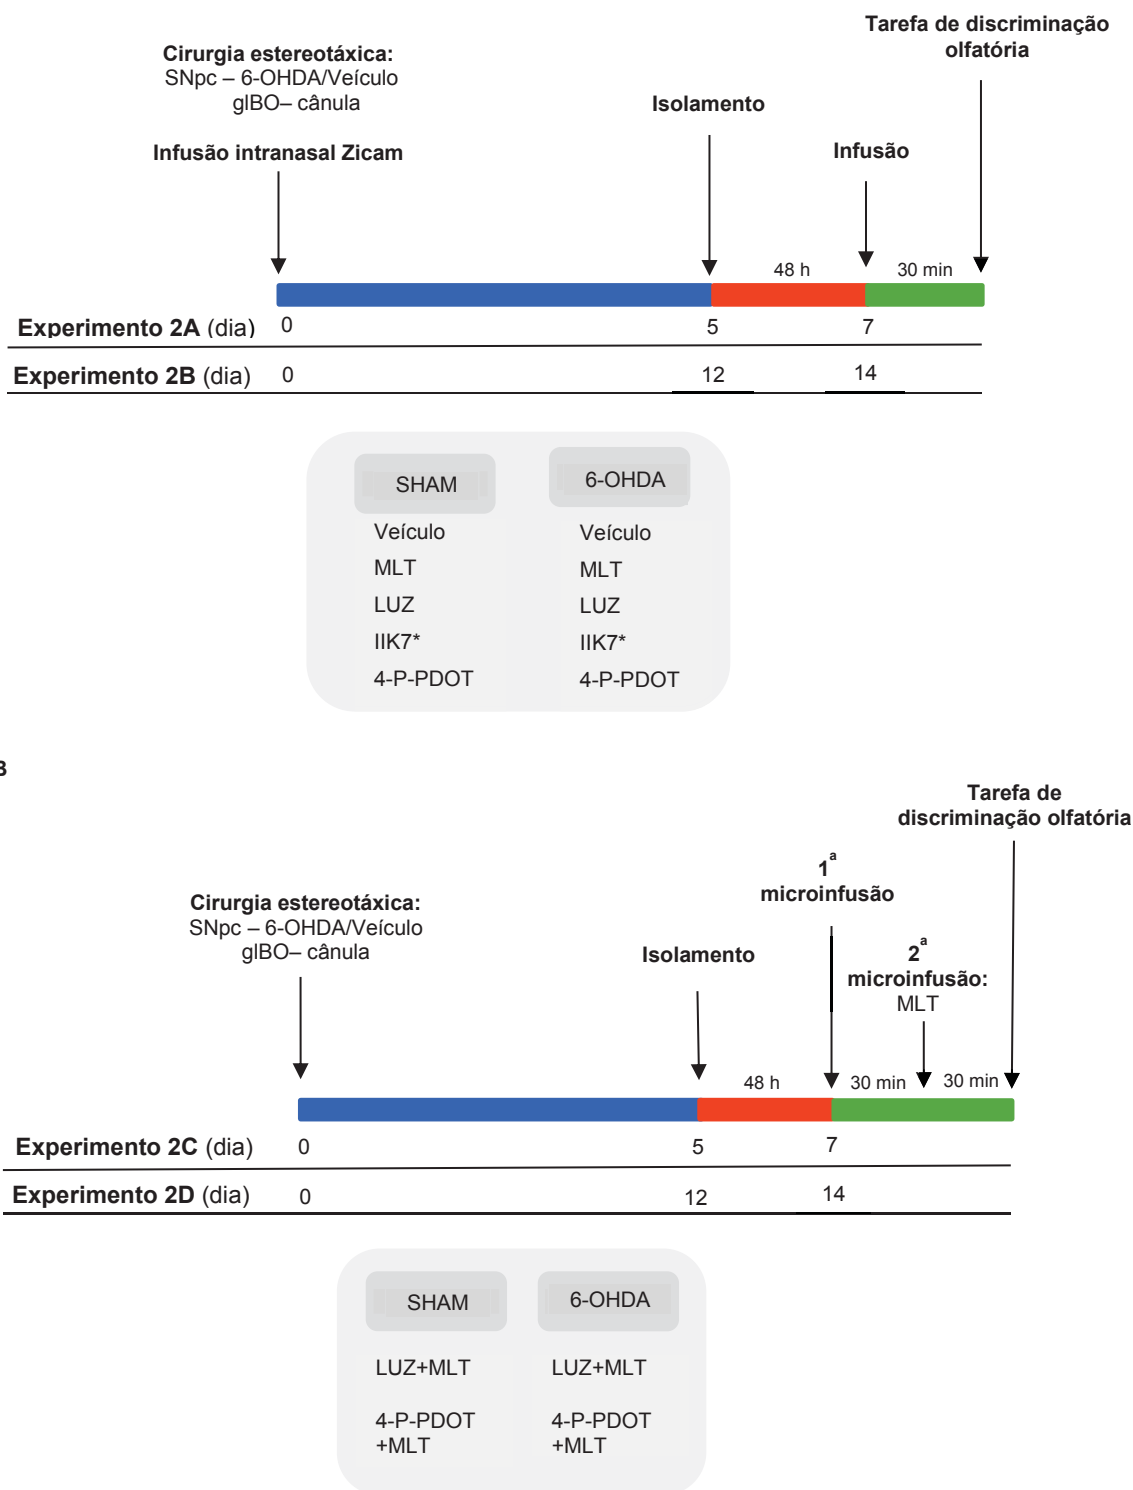 Tarefa de discriminação
olfatória
Cirurgia estereotáxica:
SNpc – 6-OHDA/Veículo
glBO– cânula
Isolamento
Infusão intranasal Zicam
Infusão
48 h
30 min
Experimento 2A (dia)
0
5
7
Experimento 2B (dia)
0
12
14
SHAM
6-OHDA
Veículo
Veículo
MLT
MLT
LUZ
LUZ
IIK7*
IIK7*
4-P-PDOT
4-P-PDOT
Tarefa de
discriminação olfatória
1ª
microinfusão
Cirurgia estereotáxica:
SNpc – 6-OHDA/Veículo
glBO– cânula
Isolamento
2ª
microinfusão:
MLT
48 h
30 min
30 min
Experimento 2C (dia)
0
5
7
Experimento 2D (dia)
0
12
14
SHAM
6-OHDA
LUZ+MLT
LUZ+MLT
4-P-PDOT
+MLT
4-P-PDOT
+MLT